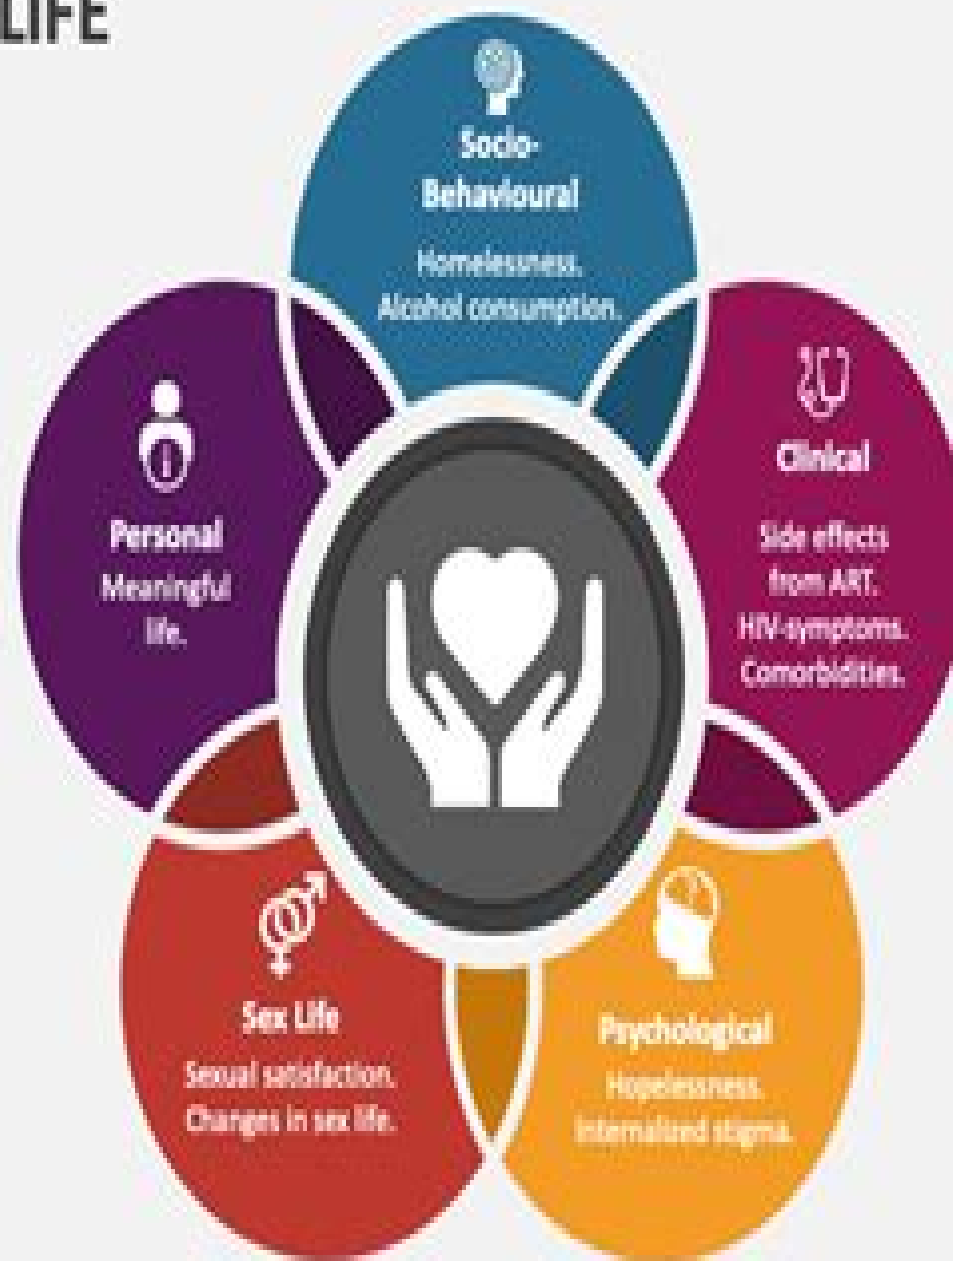 LIFE
Socio-
Behavioural
Homelessness.
Alcohol consumption.
Clinical
Side effects
from ART.
HIV-symptoms.
Comorbidities.
Personal
Meaningful
life.
Sex Life
Sexual satisfaction.
Changes in sex life.
Psychological
Hopelessness.
Internalized stigma.